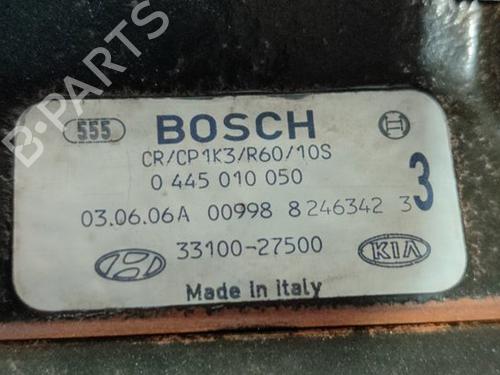 555 BOSCH
CR/CP1K3/R60/10S
0 445 010 050
3
03.06.06A 00998 8 246342 3
33100-27500
KIA
Made in italy
B-PARTS